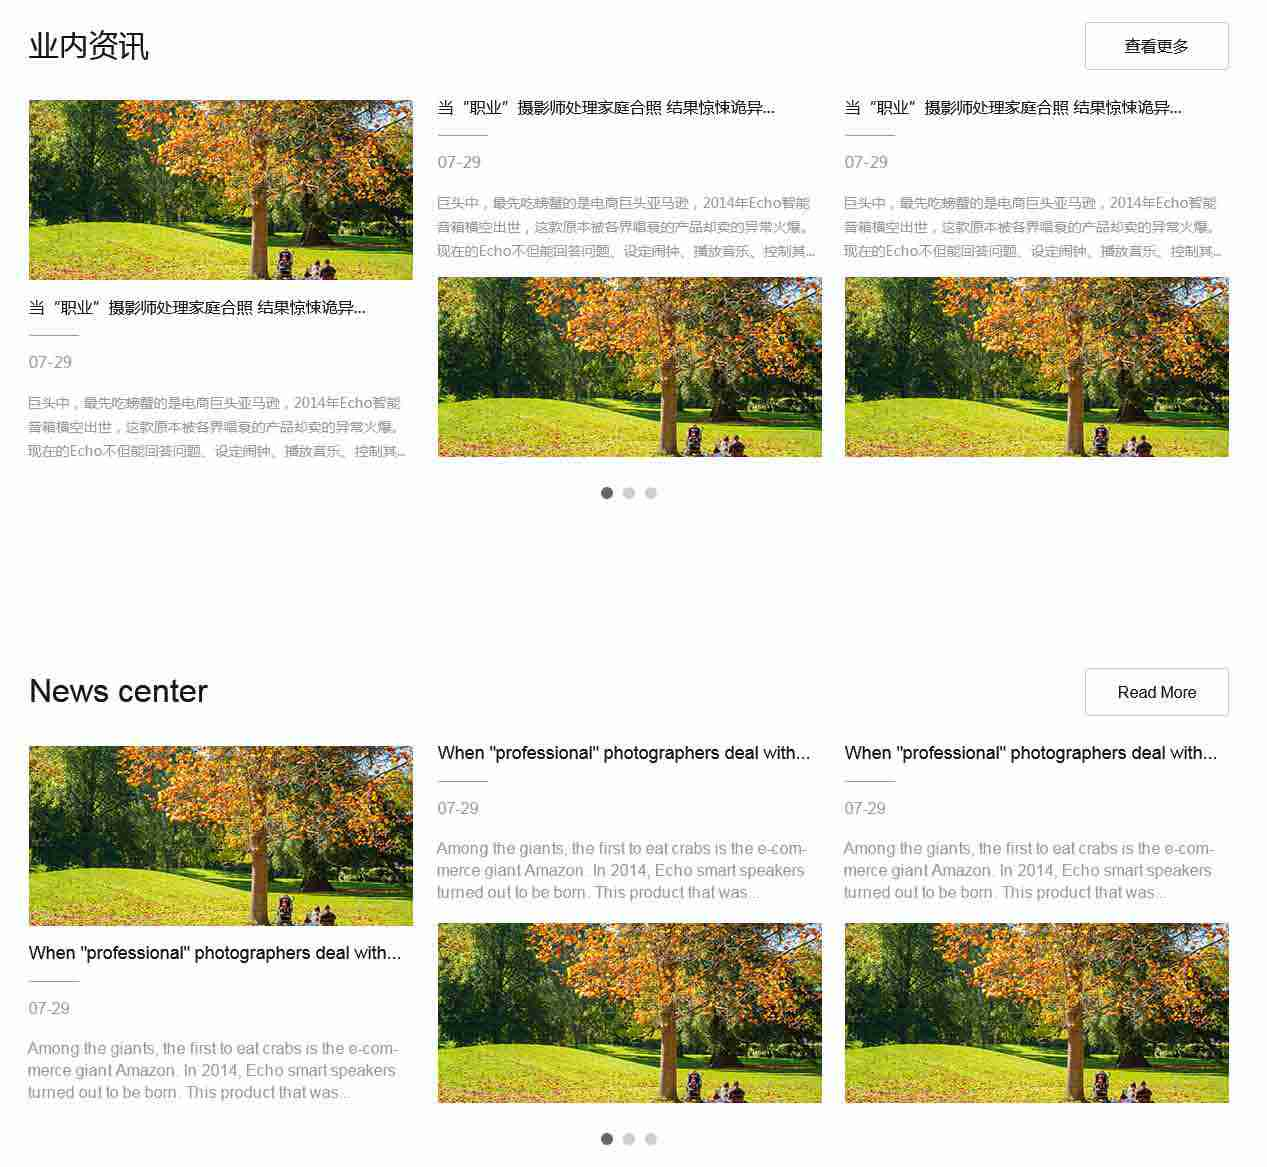 业内资讯
查看更多
当“职业”摄影师处理家庭合照 结果惊悚诡异...
07-29
巨头中，最先吃螃蟹的是电商巨头亚马逊，2014年Echo智能
音箱横空出世，这款原本被各界唱衰的产品却卖的异常火爆。
现在的Echo不但能回答问题、设定闹钟、播放音乐、控制其...
当“职业”摄影师处理家庭合照 结果惊悚诡异...
07-29
巨头中，最先吃螃蟹的是电商巨头亚马逊，2014年Echo智能
音箱横空出世，这款原本被各界唱衰的产品却卖的异常火爆。
现在的Echo不但能回答问题、设定闹钟、播放音乐、控制其...
当“职业”摄影师处理家庭合照 结果惊悚诡异...
07-29
巨头中，最先吃螃蟹的是电商巨头亚马逊，2014年Echo智能
音箱横空出世，这款原本被各界唱衰的产品却卖的异常火爆。
现在的Echo不但能回答问题、设定闹钟、播放音乐、控制其...
News center
Read More
When "professional" photographers deal with...
07-29
Among the giants, the first to eat crabs is the e-com-
merce giant Amazon. In 2014, Echo smart speakers
turned out to be born. This product that was...
When "professional" photographers deal with...
07-29
Among the giants, the first to eat crabs is the e-com-
merce giant Amazon. In 2014, Echo smart speakers
turned out to be born. This product that was...
When "professional" photographers deal with...
07-29
Among the giants, the first to eat crabs is the e-com-
merce giant Amazon. In 2014, Echo smart speakers
turned out to be born. This product that was...